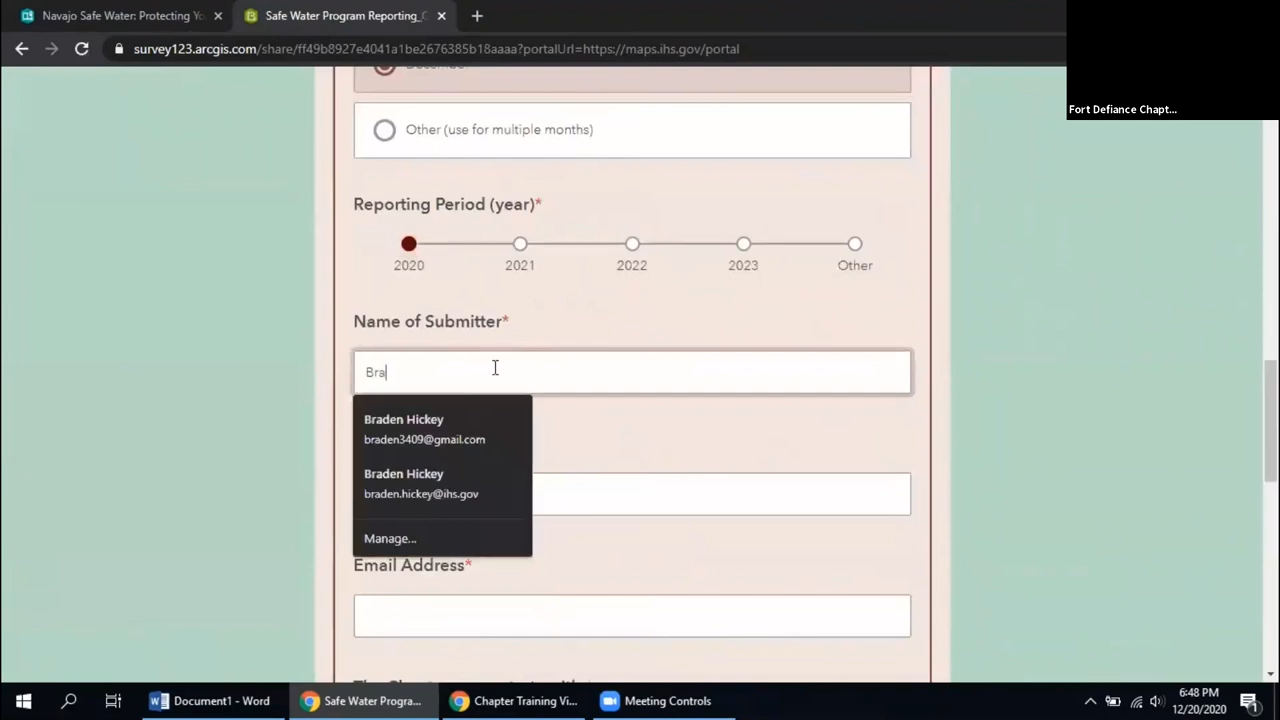 Navajo Safe Water: Protecting Yo
Safe Water Program Reporting_C
survey123.arcgis.com/share/ff49b8927e4041a1be2676385b18aaaa?portalUrl=https://maps.ihs.gov/portal
Fort Defiance Chapt...
December
Other (use for multiple months)
Reporting Period (year)*
2020 2021 2022 2023 Other
Name of Submitter*
Bra
Braden Hickey
braden3409@gmail.com
Braden Hickey
braden.hickey@ihs.gov
Manage...
Email Address*
Document1 - Word
Safe Water Progra...
Chapter Training Vi...
Meeting Controls
6:48 PM
12/20/2020
1